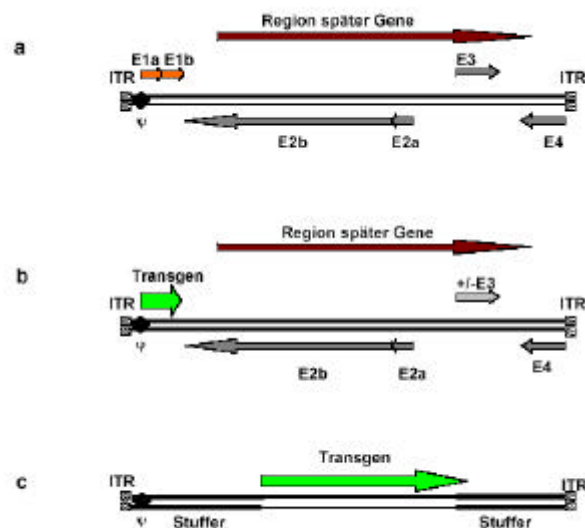 a
Region später Gene
E1a E1b
E3
ITR
ITR
ψ
E2b
E2a
E4
Region später Gene
b
Transgen
+/-E3
ITR
ITR
ψ
E2b
E2a
E4
Transgen
c
ITR
ITR
ψ
Stuffer
Stuffer